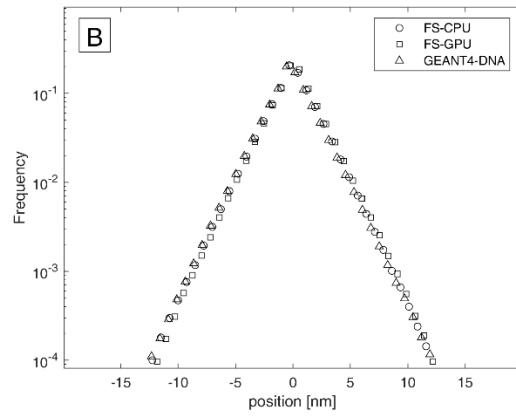 B
FS-CPU
FS-GPU
GEANT4-DNA
Frequency
10^-1
10^-2
10^-3
10^-4
-15 -10 -5 0 5 10 15
position [nm]